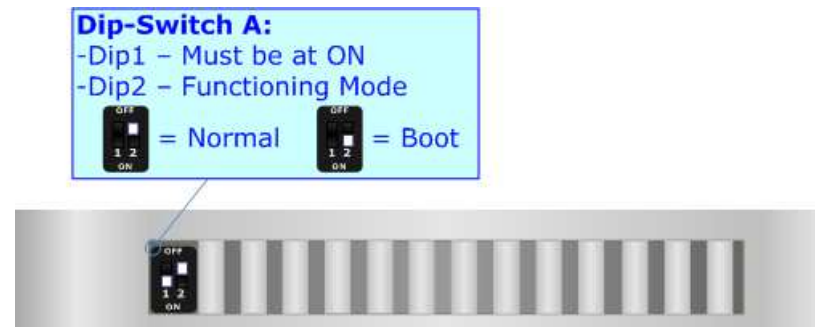 Dip-Switch A:
-Dip1 – Must be at ON
-Dip2 – Functioning Mode
OFF
1 2
ON
= Normal
OFF
1 2
ON
= Boot
OFF
1 2
ON